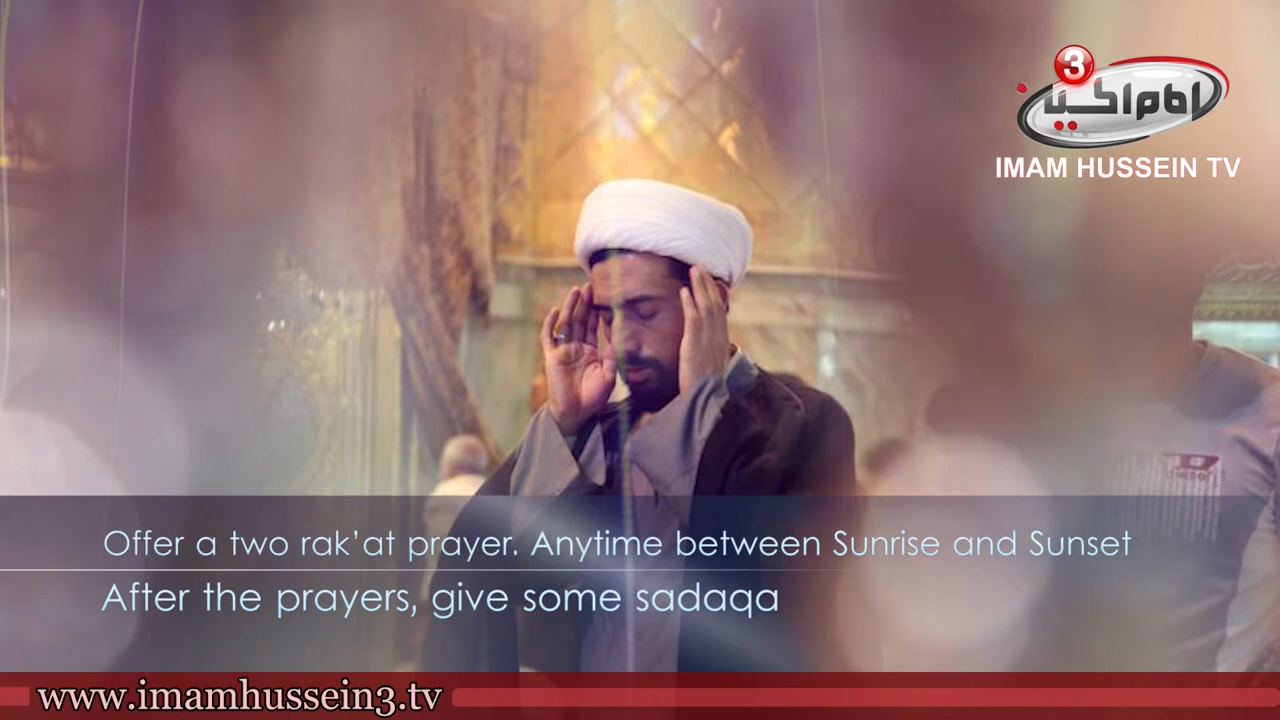 3
امام حسین
IMAM HUSSEIN TV
Offer a two rak’at prayer. Anytime between Sunrise and Sunset
After the prayers, give some sadaqa
www.imamhussein3.tv